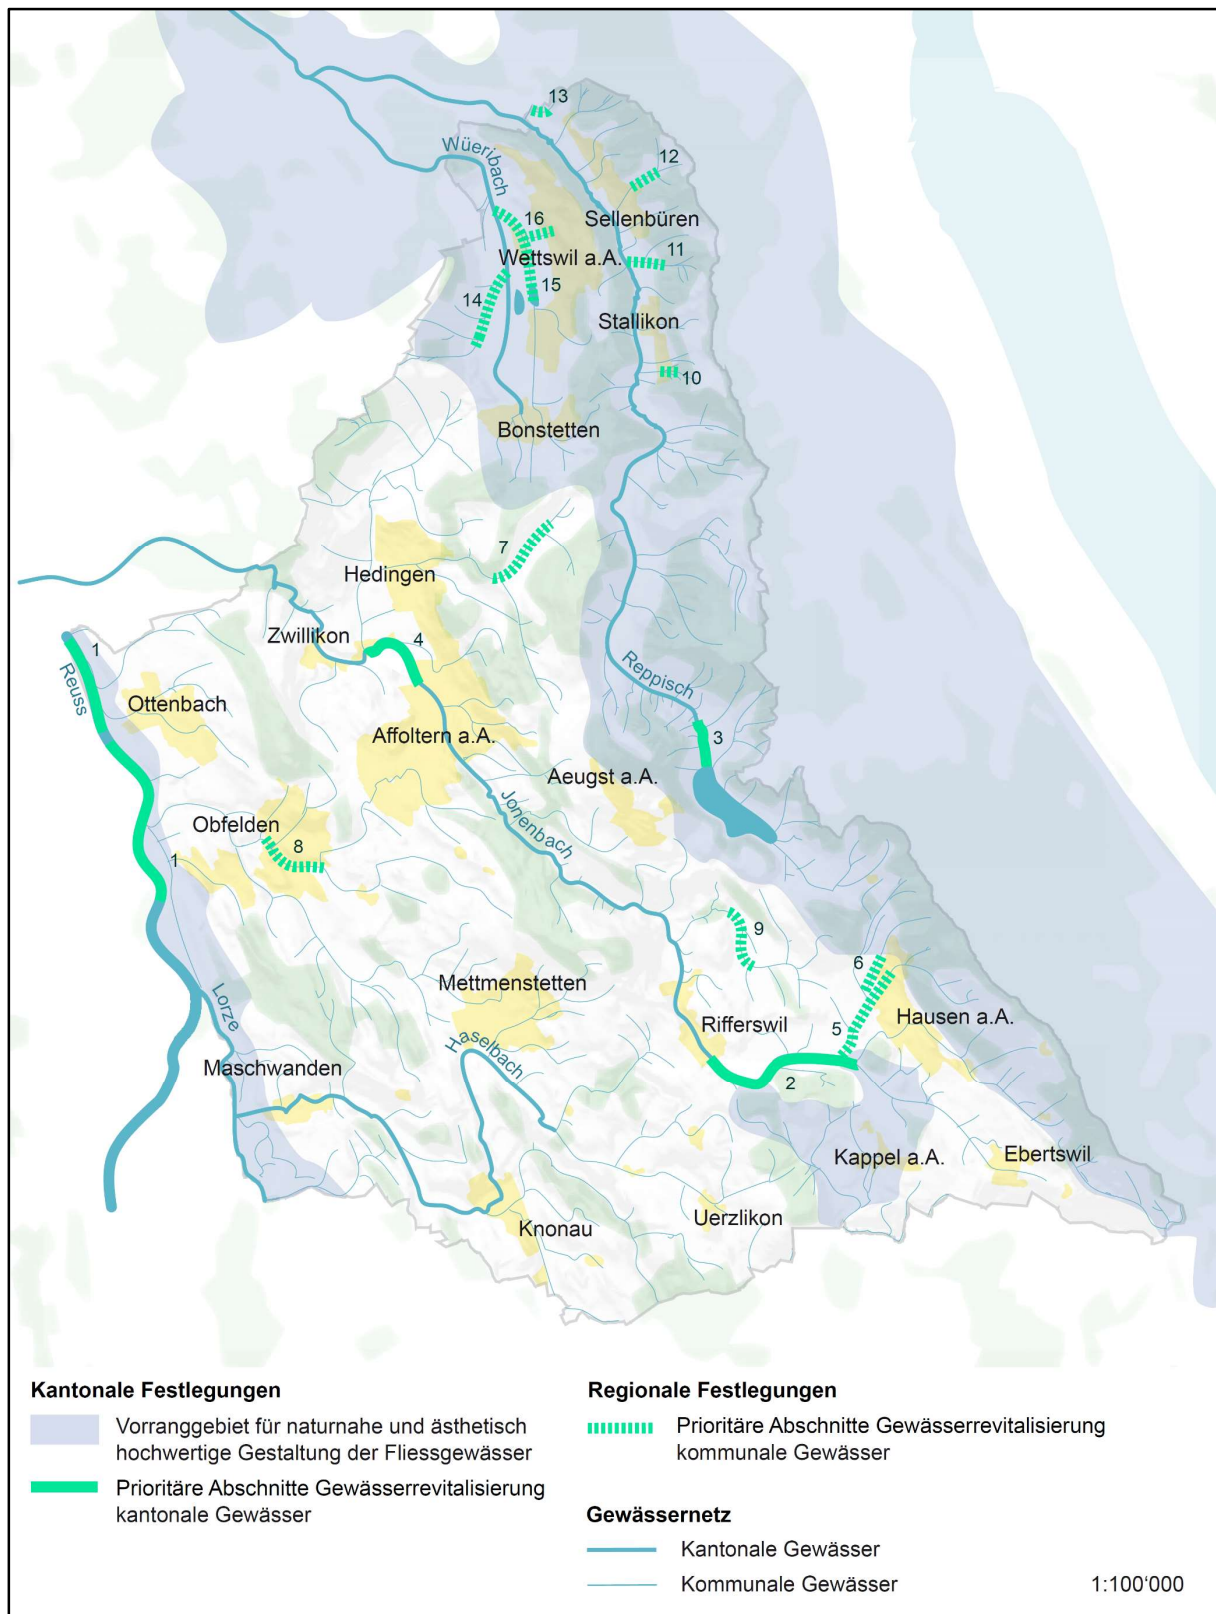 13
Wüeribach
12
16
Sellenbüren
11
Wettswil a.A.
15
14
Stallikon
10
Bonstetten
7
Hedingen
Zwillikon
4
1
Reuss
Reppisch
Ottenbach
Affoltern a.A.
3
Aeugst a.A.
Jonenbach
Obfelden
8
1
9
6
Mettmenstetten
Lorze
Rifferswil
5
Hausen a.A.
Haselbach
Maschwanden
2
Kappel a.A.
Ebertswil
Uerzlikon
Knonau
Kantonale Festlegungen
Vorranggebiet für naturnahe und ästhetisch
hochwertige Gestaltung der Fliessgewässer
Prioritäre Abschnitte Gewässerrevitalisierung
kantonale Gewässer
Regionale Festlegungen
Prioritäre Abschnitte Gewässerrevitalisierung
kommunale Gewässer
Gewässernetz
Kantonale Gewässer
Kommunale Gewässer
1:100‘000